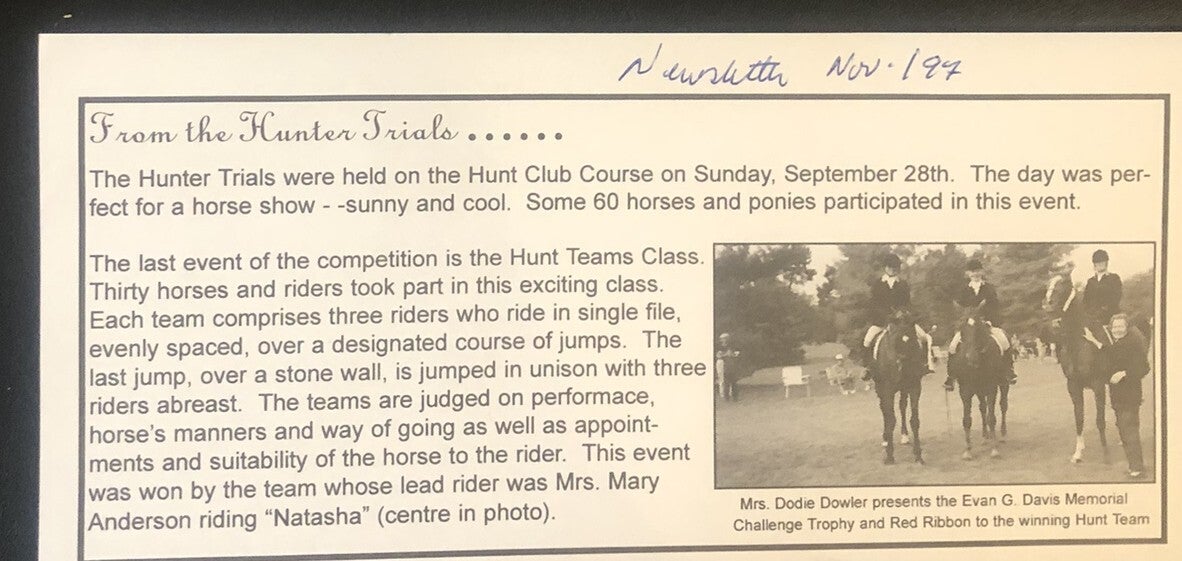 Newsletter Nov. 197
From the Hunter Trials ......
The Hunter Trials were held on the Hunt Club Course on Sunday, September 28th. The day was per-
fect for a horse show - -sunny and cool. Some 60 horses and ponies participated in this event.
The last event of the competition is the Hunt Teams Class.
Thirty horses and riders took part in this exciting class.
Each team comprises three riders who ride in single file,
evenly spaced, over a designated course of jumps. The
last jump, over a stone wall, is jumped in unison with three
riders abreast. The teams are judged on performace,
horse's manners and way of going as well as appoint-
ments and suitability of the horse to the rider. This event
was won by the team whose lead rider was Mrs. Mary
Anderson riding "Natasha" (centre in photo).
Mrs. Dodie Dowler presents the Evan G. Davis Memorial
Challenge Trophy and Red Ribbon to the winning Hunt Team